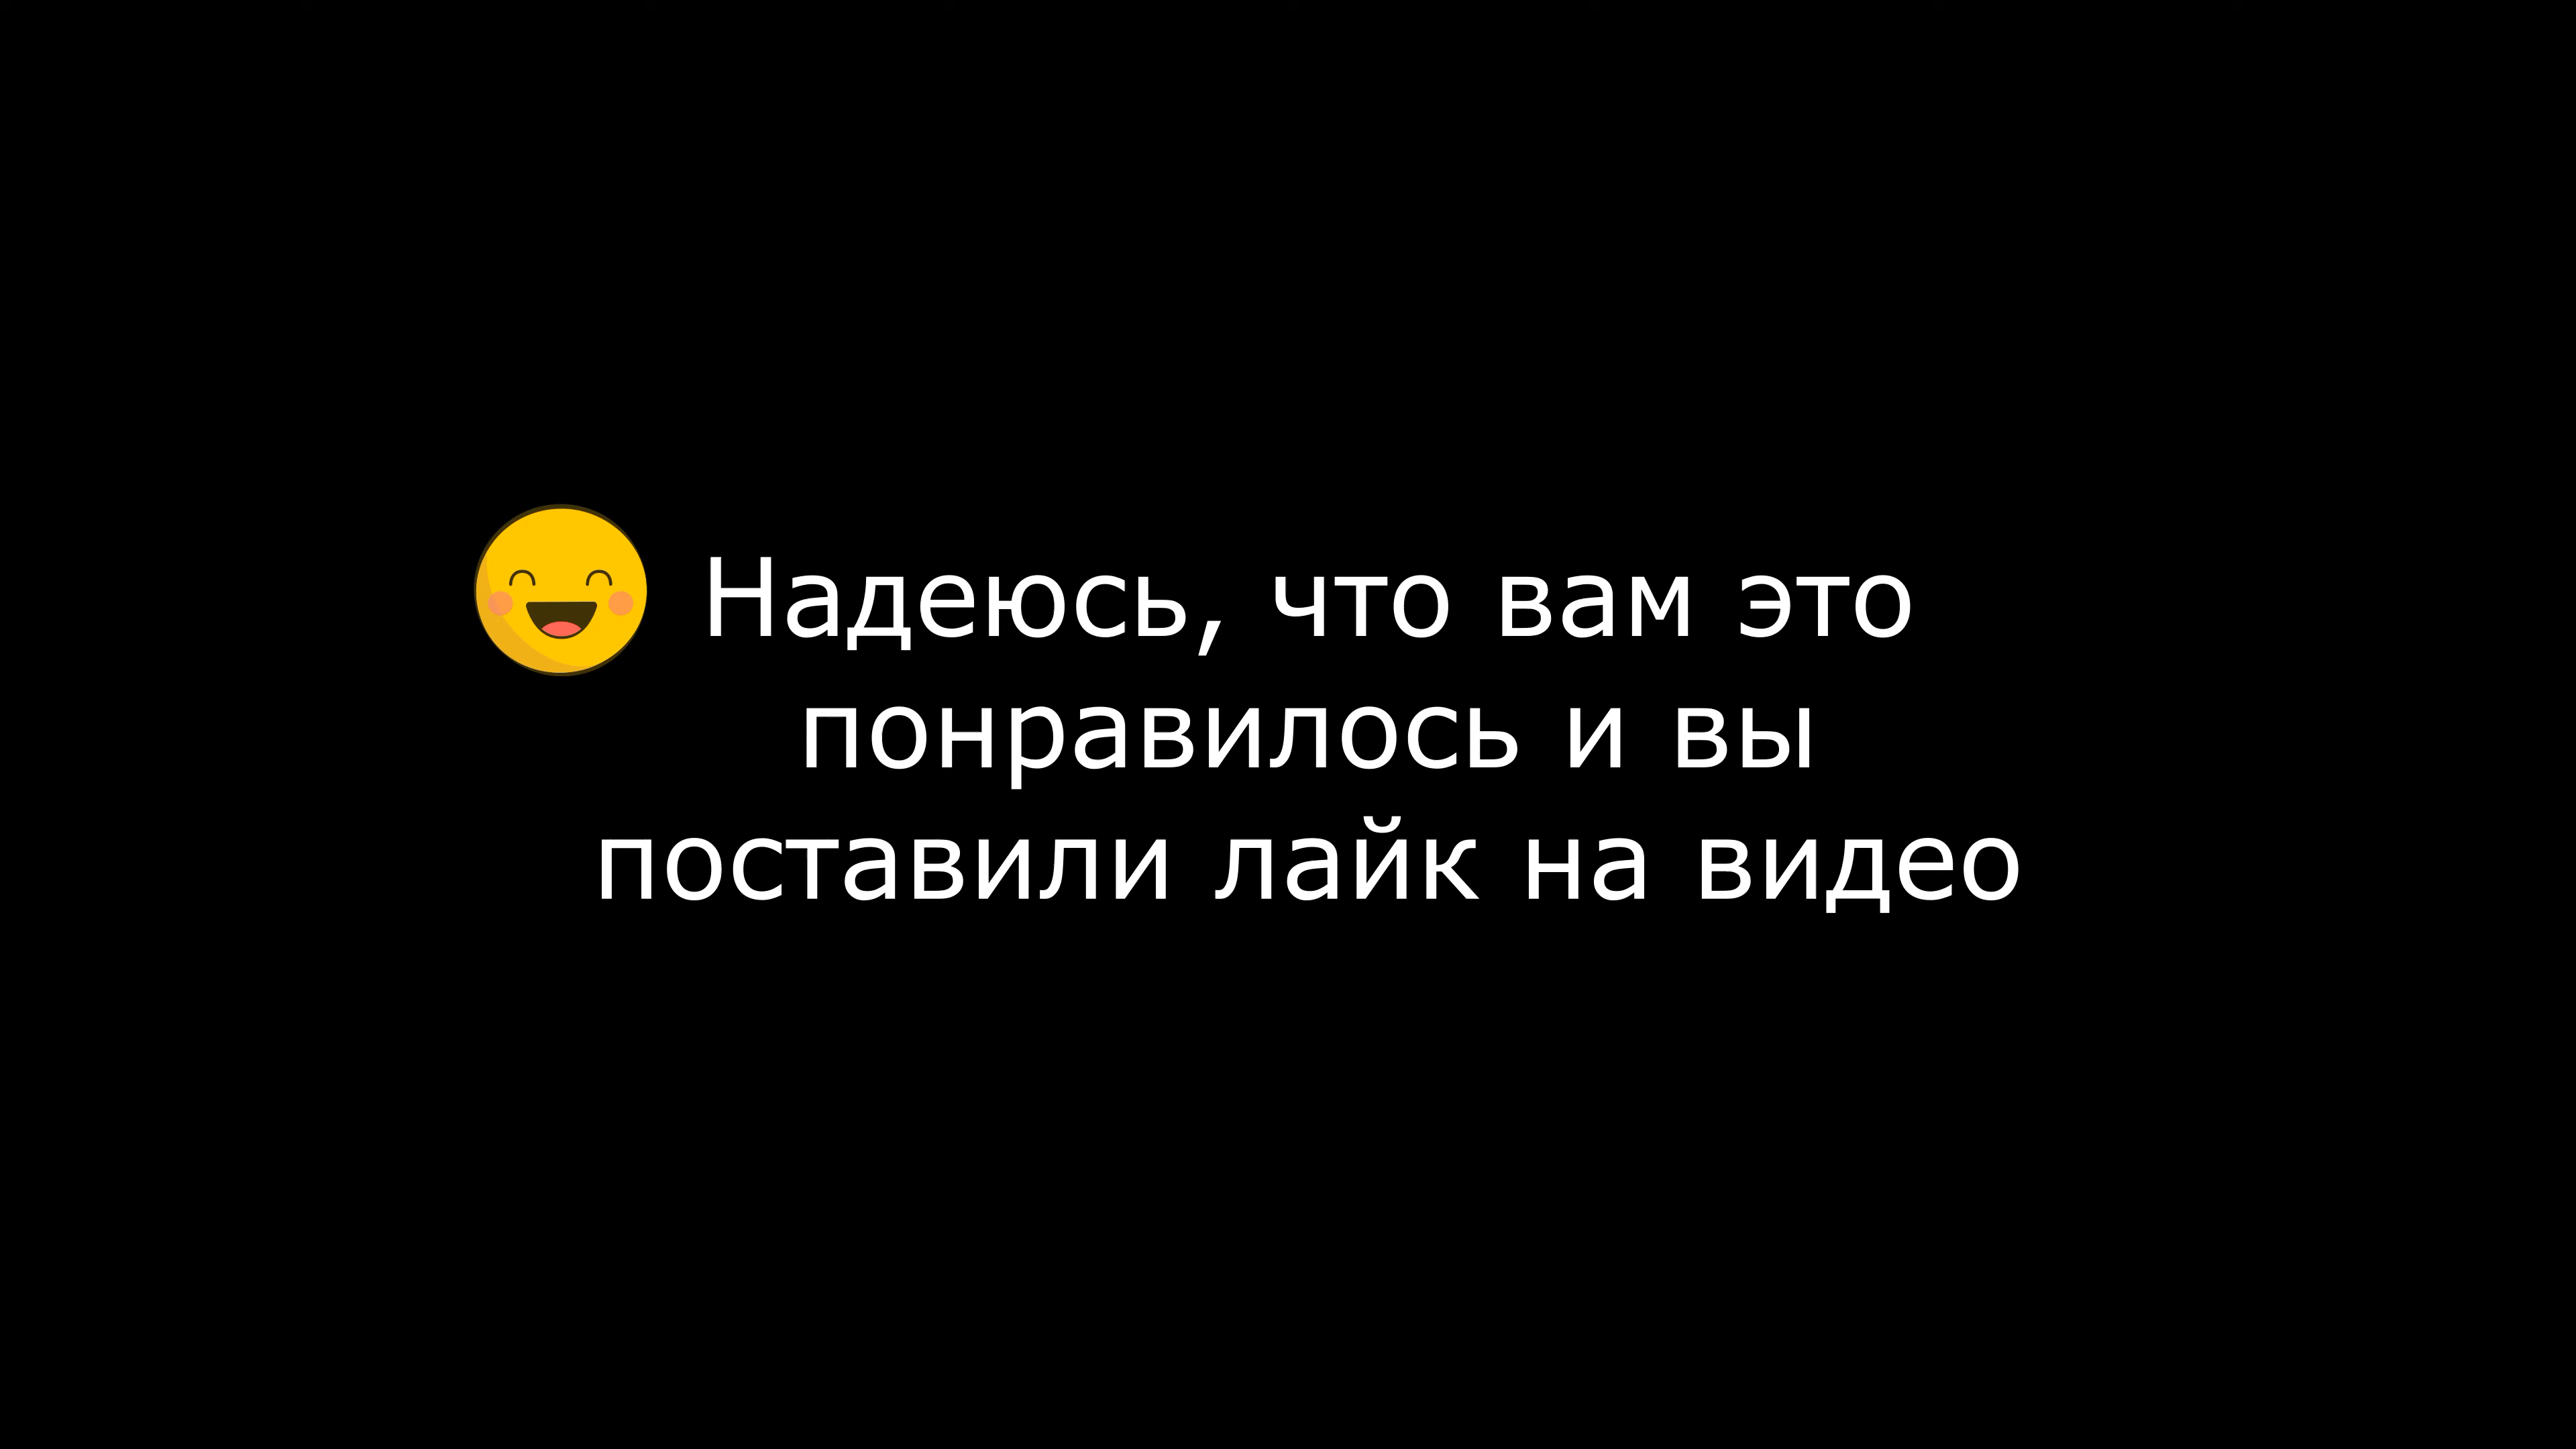 Надеюсь, что вам это
понравилось и вы
поставили лайк на видео